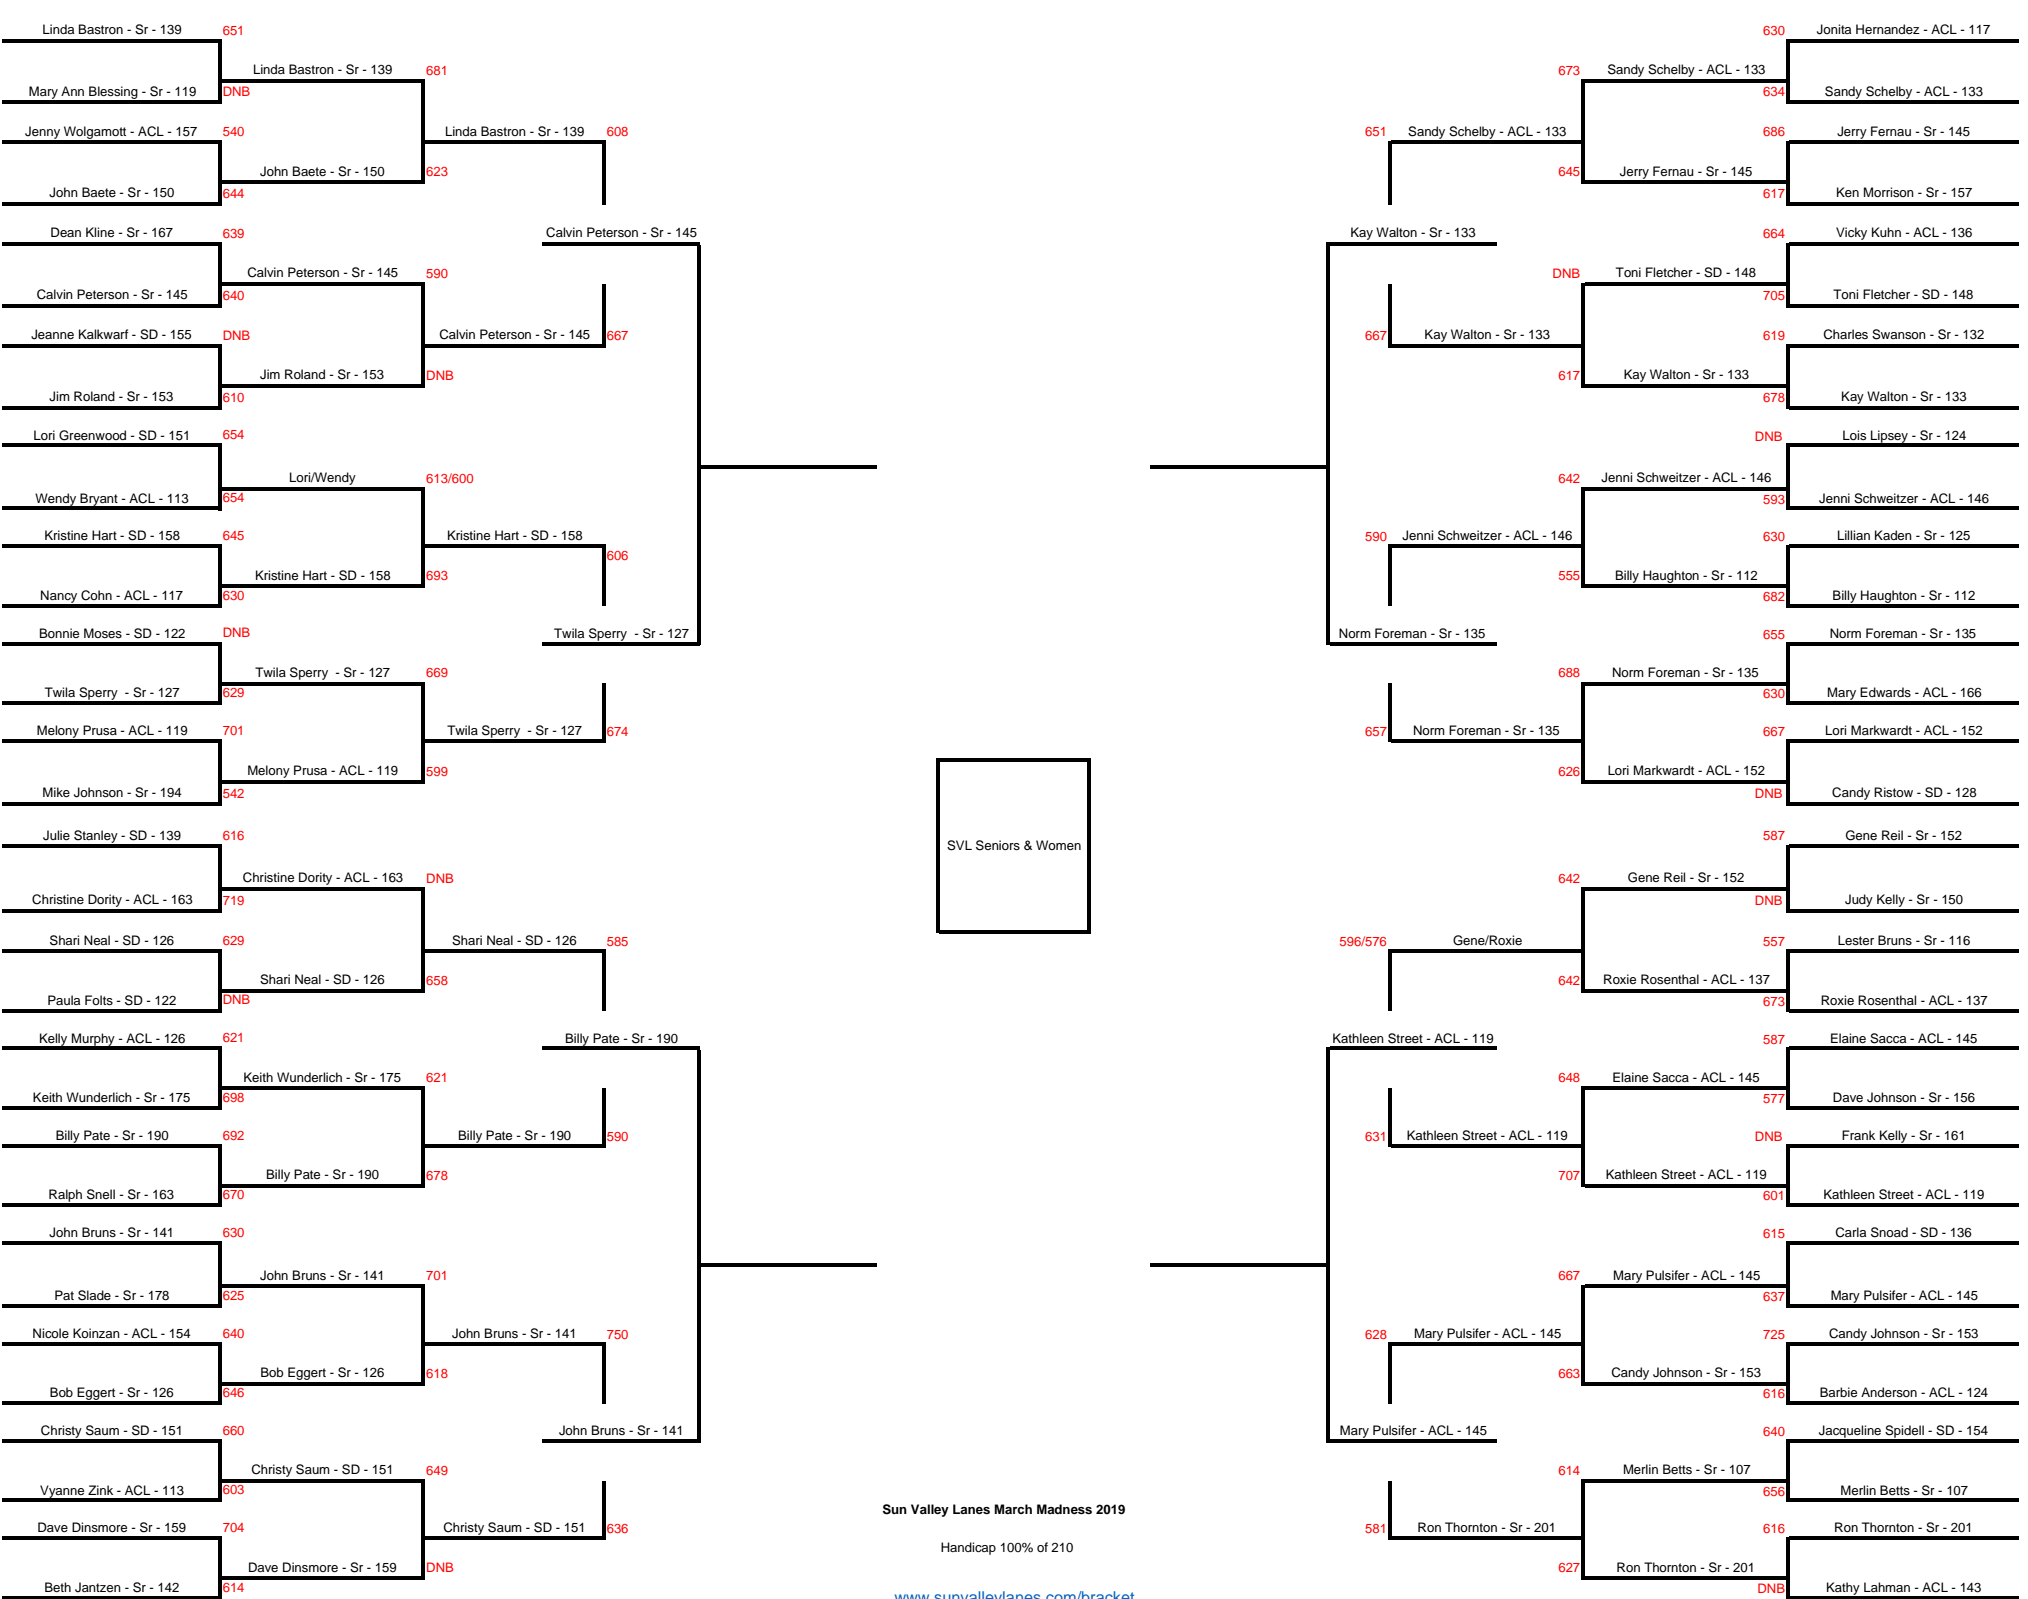 Linda Bastron - Sr - 139 651 630 Jonita Hernandez - ACL - 117
Linda Bastron - Sr - 139 681 673 Sandy Schelby - ACL - 133
Mary Ann Blessing - Sr - 119 DNB 634 Sandy Schelby - ACL - 133
Jenny Wolgamott - ACL - 157 540 Linda Bastron - Sr - 139 608 651 Sandy Schelby - ACL - 133 686 Jerry Fernau - Sr - 145
John Baete - Sr - 150 623 645 Jerry Fernau - Sr - 145
John Baete - Sr - 150 644 617 Ken Morrison - Sr - 157
Dean Kline - Sr - 167 639 Calvin Peterson - Sr - 145 Kay Walton - Sr - 133 664 Vicky Kuhn - ACL - 136
Calvin Peterson - Sr - 145 590 DNB Toni Fletcher - SD - 148
Calvin Peterson - Sr - 145 640 705 Toni Fletcher - SD - 148
Jeanne Kalkwarf - SD - 155 DNB Calvin Peterson - Sr - 145 667 667 Kay Walton - Sr - 133 619 Charles Swanson - Sr - 132
Jim Roland - Sr - 153 DNB 617 Kay Walton - Sr - 133
Jim Roland - Sr - 153 610 678 Kay Walton - Sr - 133
Lori Greenwood - SD - 151 654 DNB Lois Lipsey - Sr - 124
Lori/Wendy 613/600 642 Jenni Schweitzer - ACL - 146
Wendy Bryant - ACL - 113 654 593 Jenni Schweitzer - ACL - 146
Kristine Hart - SD - 158 645 Kristine Hart - SD - 158 606 590 Jenni Schweitzer - ACL - 146 630 Lillian Kaden - Sr - 125
Kristine Hart - SD - 158 693 555 Billy Haughton - Sr - 112
Nancy Cohn - ACL - 117 630 682 Billy Haughton - Sr - 112
Bonnie Moses - SD - 122 DNB Twila Sperry - Sr - 127 Norm Foreman - Sr - 135 655 Norm Foreman - Sr - 135
Twila Sperry - Sr - 127 669 688 Norm Foreman - Sr - 135
Twila Sperry - Sr - 127 629 630 Mary Edwards - ACL - 166
Melony Prusa - ACL - 119 701 Twila Sperry - Sr - 127 674 657 Norm Foreman - Sr - 135 667 Lori Markwardt - ACL - 152
Melony Prusa - ACL - 119 599 626 Lori Markwardt - ACL - 152
Mike Johnson - Sr - 194 542 DNB Candy Ristow - SD - 128
Julie Stanley - SD - 139 616 SVL Seniors & Women 587 Gene Reil - Sr - 152
Christine Dority - ACL - 163 DNB 642 Gene Reil - Sr - 152
Christine Dority - ACL - 163 719 DNB Judy Kelly - Sr - 150
Shari Neal - SD - 126 629 Shari Neal - SD - 126 585 596/576 Gene/Roxie 557 Lester Bruns - Sr - 116
Shari Neal - SD - 126 658 642 Roxie Rosenthal - ACL - 137
Paula Folts - SD - 122 DNB 673 Roxie Rosenthal - ACL - 137
Kelly Murphy - ACL - 126 621 Billy Pate - Sr - 190 Kathleen Street - ACL - 119 587 Elaine Sacca - ACL - 145
Keith Wunderlich - Sr - 175 621 648 Elaine Sacca - ACL - 145
Keith Wunderlich - Sr - 175 698 577 Dave Johnson - Sr - 156
Billy Pate - Sr - 190 692 Billy Pate - Sr - 190 590 631 Kathleen Street - ACL - 119 DNB Frank Kelly - Sr - 161
Billy Pate - Sr - 190 678 707 Kathleen Street - ACL - 119
Ralph Snell - Sr - 163 670 601 Kathleen Street - ACL - 119
John Bruns - Sr - 141 630 615 Carla Snoad - SD - 136
John Bruns - Sr - 141 701 667 Mary Pulsifer - ACL - 145
Pat Slade - Sr - 178 625 637 Mary Pulsifer - ACL - 145
Nicole Koinzan - ACL - 154 640 John Bruns - Sr - 141 750 628 Mary Pulsifer - ACL - 145 725 Candy Johnson - Sr - 153
Bob Eggert - Sr - 126 618 663 Candy Johnson - Sr - 153
Bob Eggert - Sr - 126 646 616 Barbie Anderson - ACL - 124
Christy Saum - SD - 151 660 John Bruns - Sr - 141 Mary Pulsifer - ACL - 145 640 Jacqueline Spidell - SD - 154
Christy Saum - SD - 151 649 614 Merlin Betts - Sr - 107
Vyanne Zink - ACL - 113 603 656 Merlin Betts - Sr - 107
Sun Valley Lanes March Madness 2019
Dave Dinsmore - Sr - 159 704 Christy Saum - SD - 151 636 581 Ron Thornton - Sr - 201 616 Ron Thornton - Sr - 201
Handicap 100% of 210
Dave Dinsmore - Sr - 159 DNB 627 Ron Thornton - Sr - 201
Beth Jantzen - Sr - 142 614 DNB Kathy Lahman - ACL - 143
www.sunvalleylanes.com/bracket